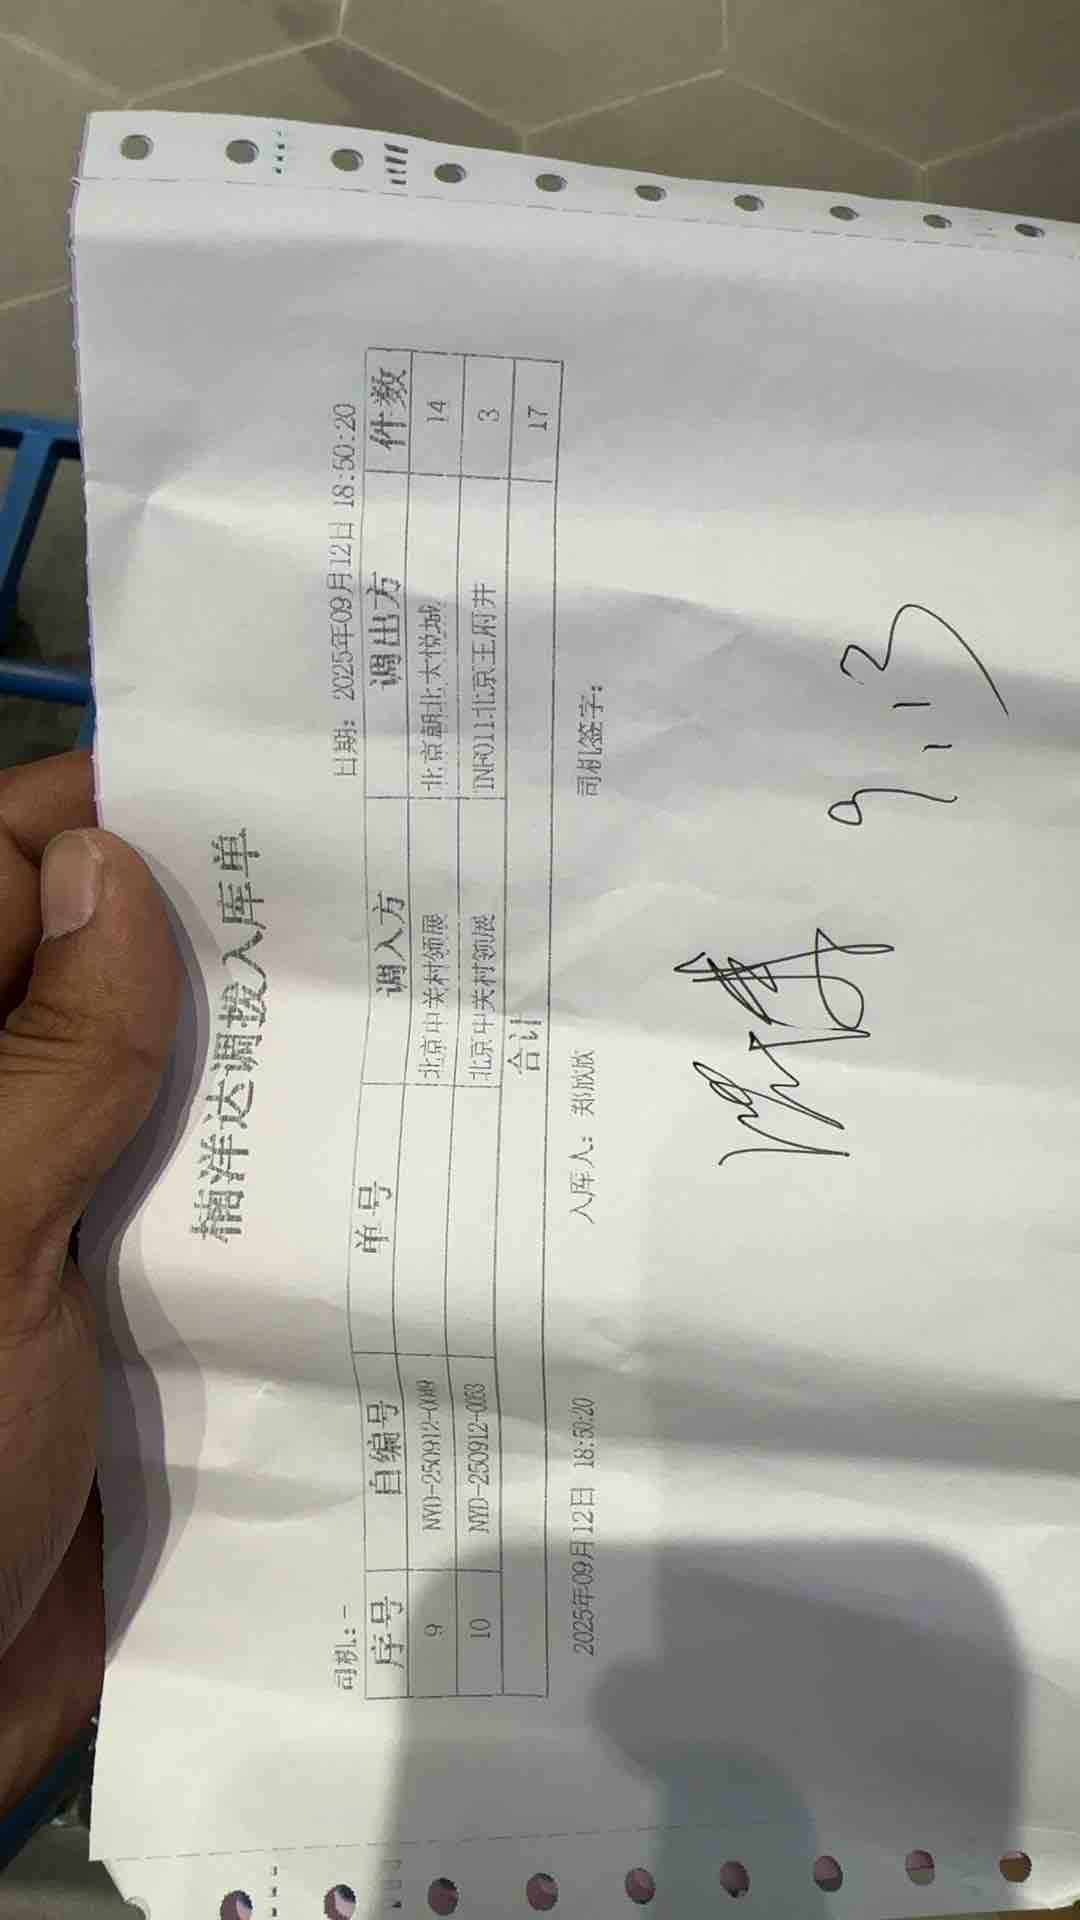 楠洋达调拨入库单
司机:- 日期: 2025年09月12日 18:50:20
序号 自编号 单号 调入方 调出方 件数
9 NYD-250912-0049 北京中关村领展 北京朝北大悦城 14
10 NYD-250912-0053 北京中关村领展 INF011北京王府井 3
合计 17
2025年09月12日 18:50:20 入库人: 郑欣欣 司机签字:
9.13